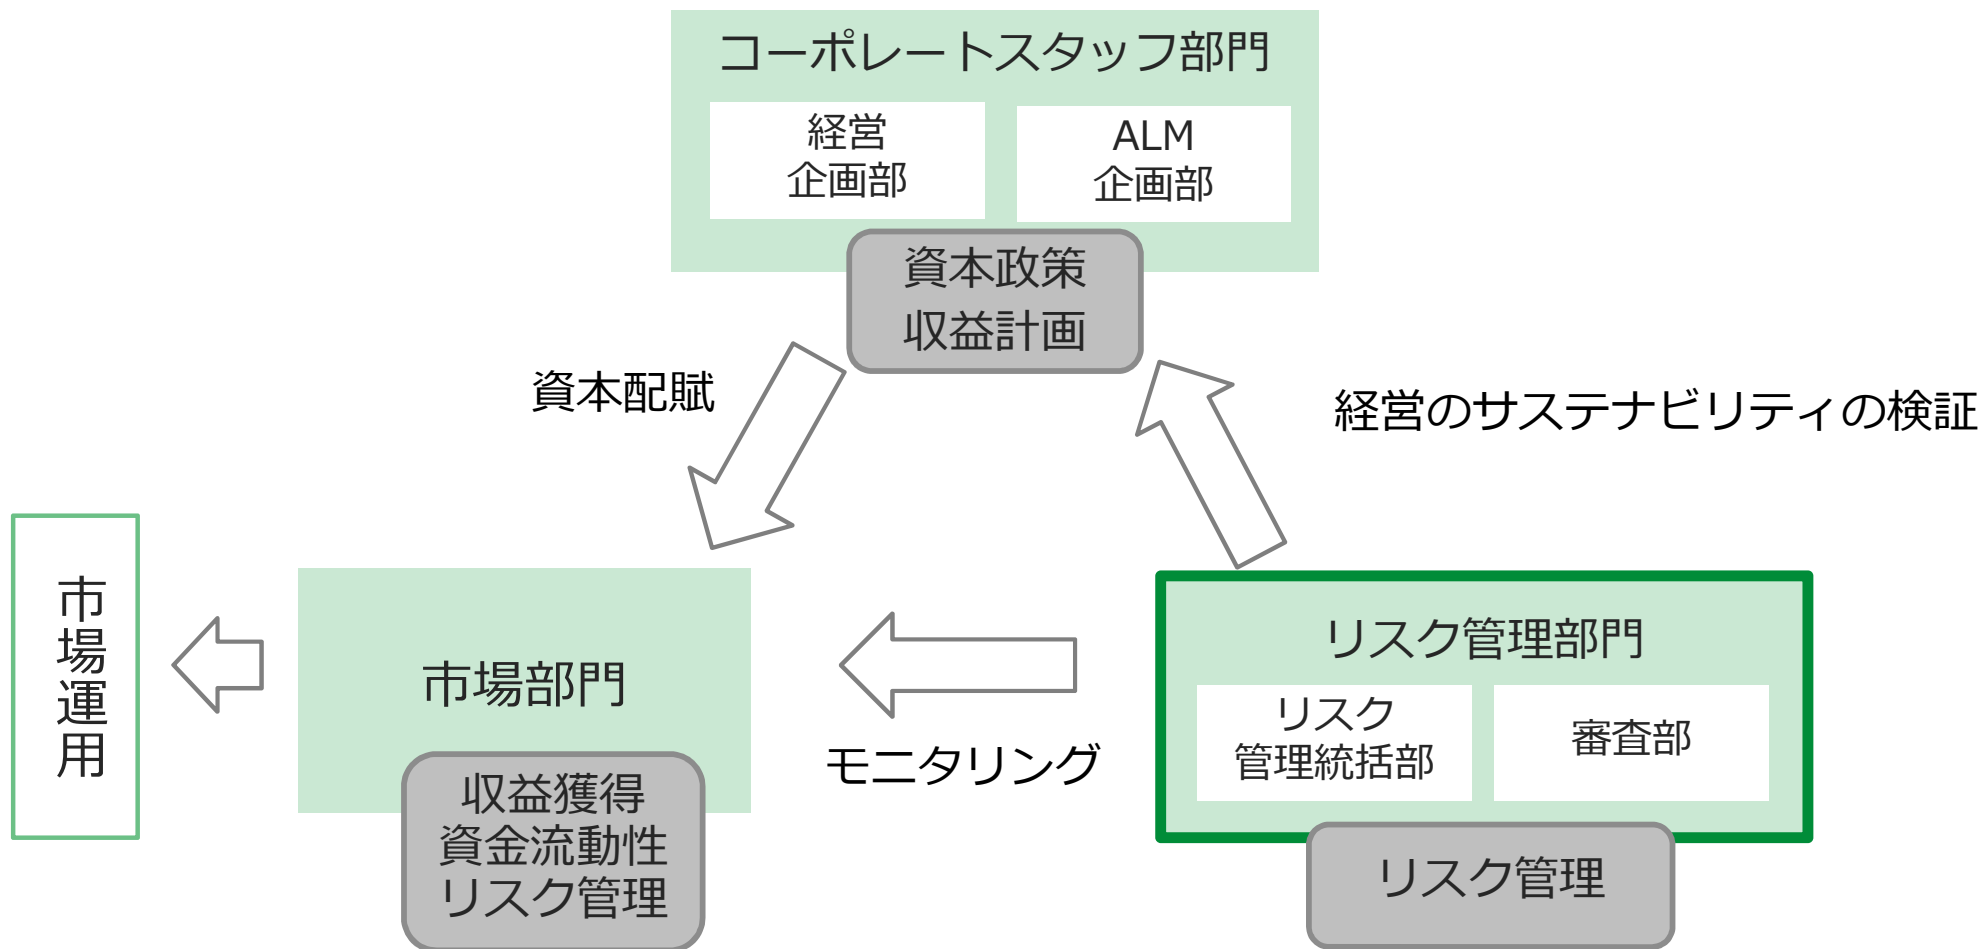 コーポレートスタッフ部門
経営
企画部
ALM
企画部
資本政策
収益計画
資本配賦
経営のサステナビリティの検証
市場運用
市場部門
収益獲得
資金流動性
リスク管理
モニタリング
リスク管理部門
リスク
管理統括部
審査部
リスク管理